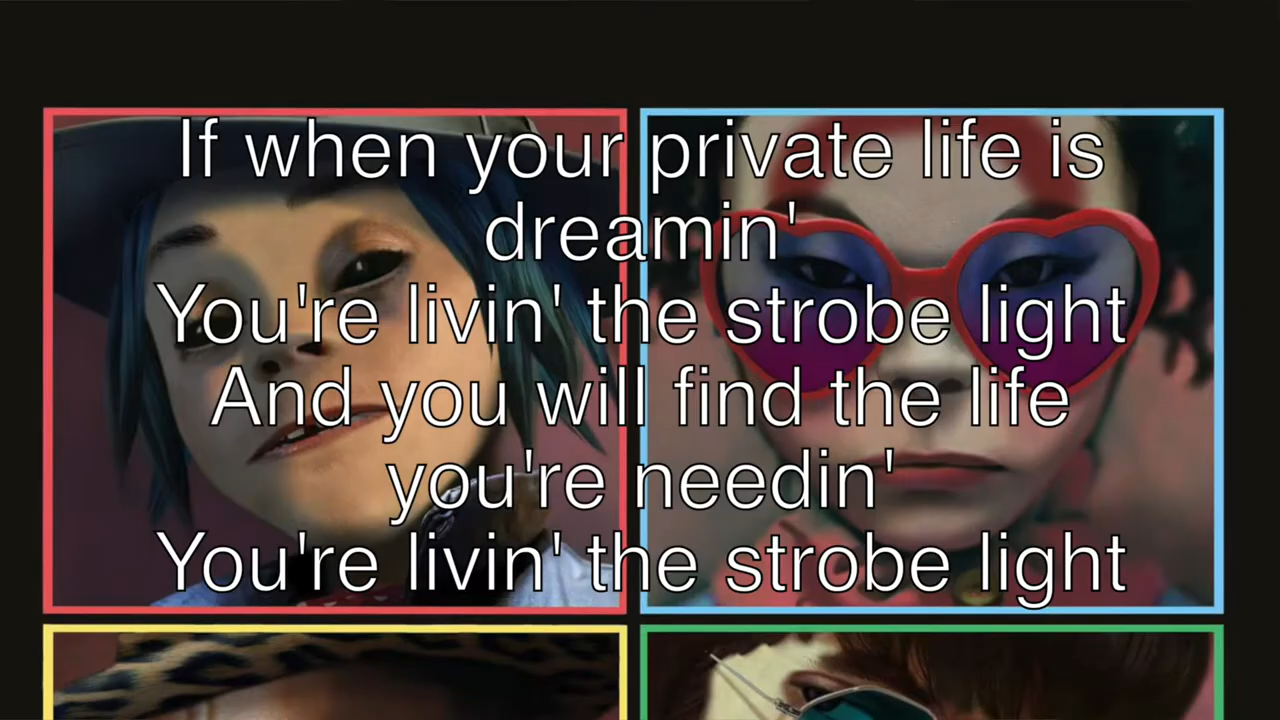 If when your private life is
dreamin'
You're livin' the strobe light
And you will find the life
you're needin'
You're livin' the strobe light